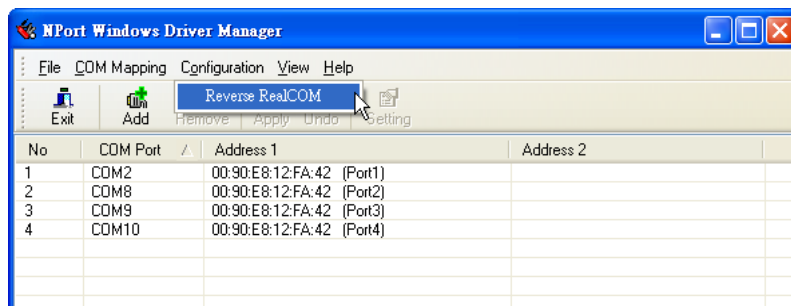 NPort Windows Driver Manager
File COM Mapping Configuration View Help
Reverse RealCOM
Exit Add Remove Apply Undo Setting
No COM Port Address 1 Address 2
1 COM2 00:90:E8:12:FA:42 (Port1)
2 COM8 00:90:E8:12:FA:42 (Port2)
3 COM9 00:90:E8:12:FA:42 (Port3)
4 COM10 00:90:E8:12:FA:42 (Port4)